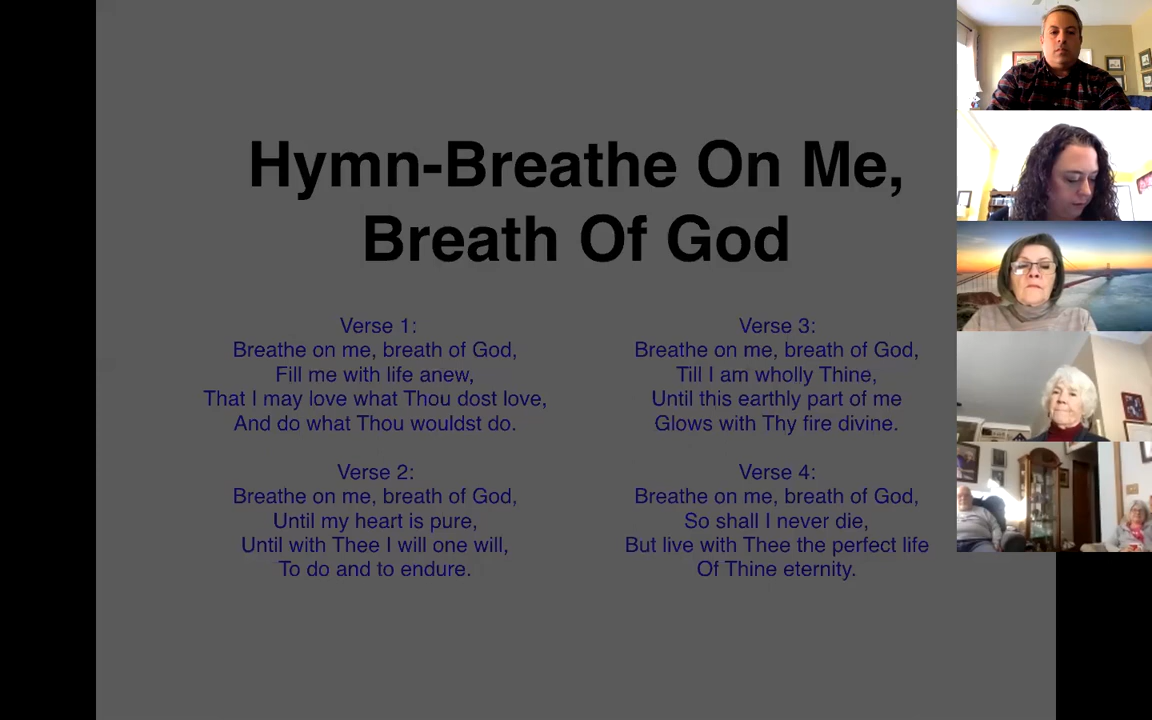 Hymn-Breathe On Me,
Breath Of God
Verse 1:
Breathe on me, breath of God,
Fill me with life anew,
That I may love what Thou dost love,
And do what Thou wouldst do.
Verse 2:
Breathe on me, breath of God,
Until my heart is pure,
Until with Thee I will one will,
To do and to endure.
Verse 3:
Breathe on me, breath of God,
Till I am wholly Thine,
Until this earthly part of me
Glows with Thy fire divine.
Verse 4:
Breathe on me, breath of God,
So shall I never die,
But live with Thee the perfect life
Of Thine eternity.